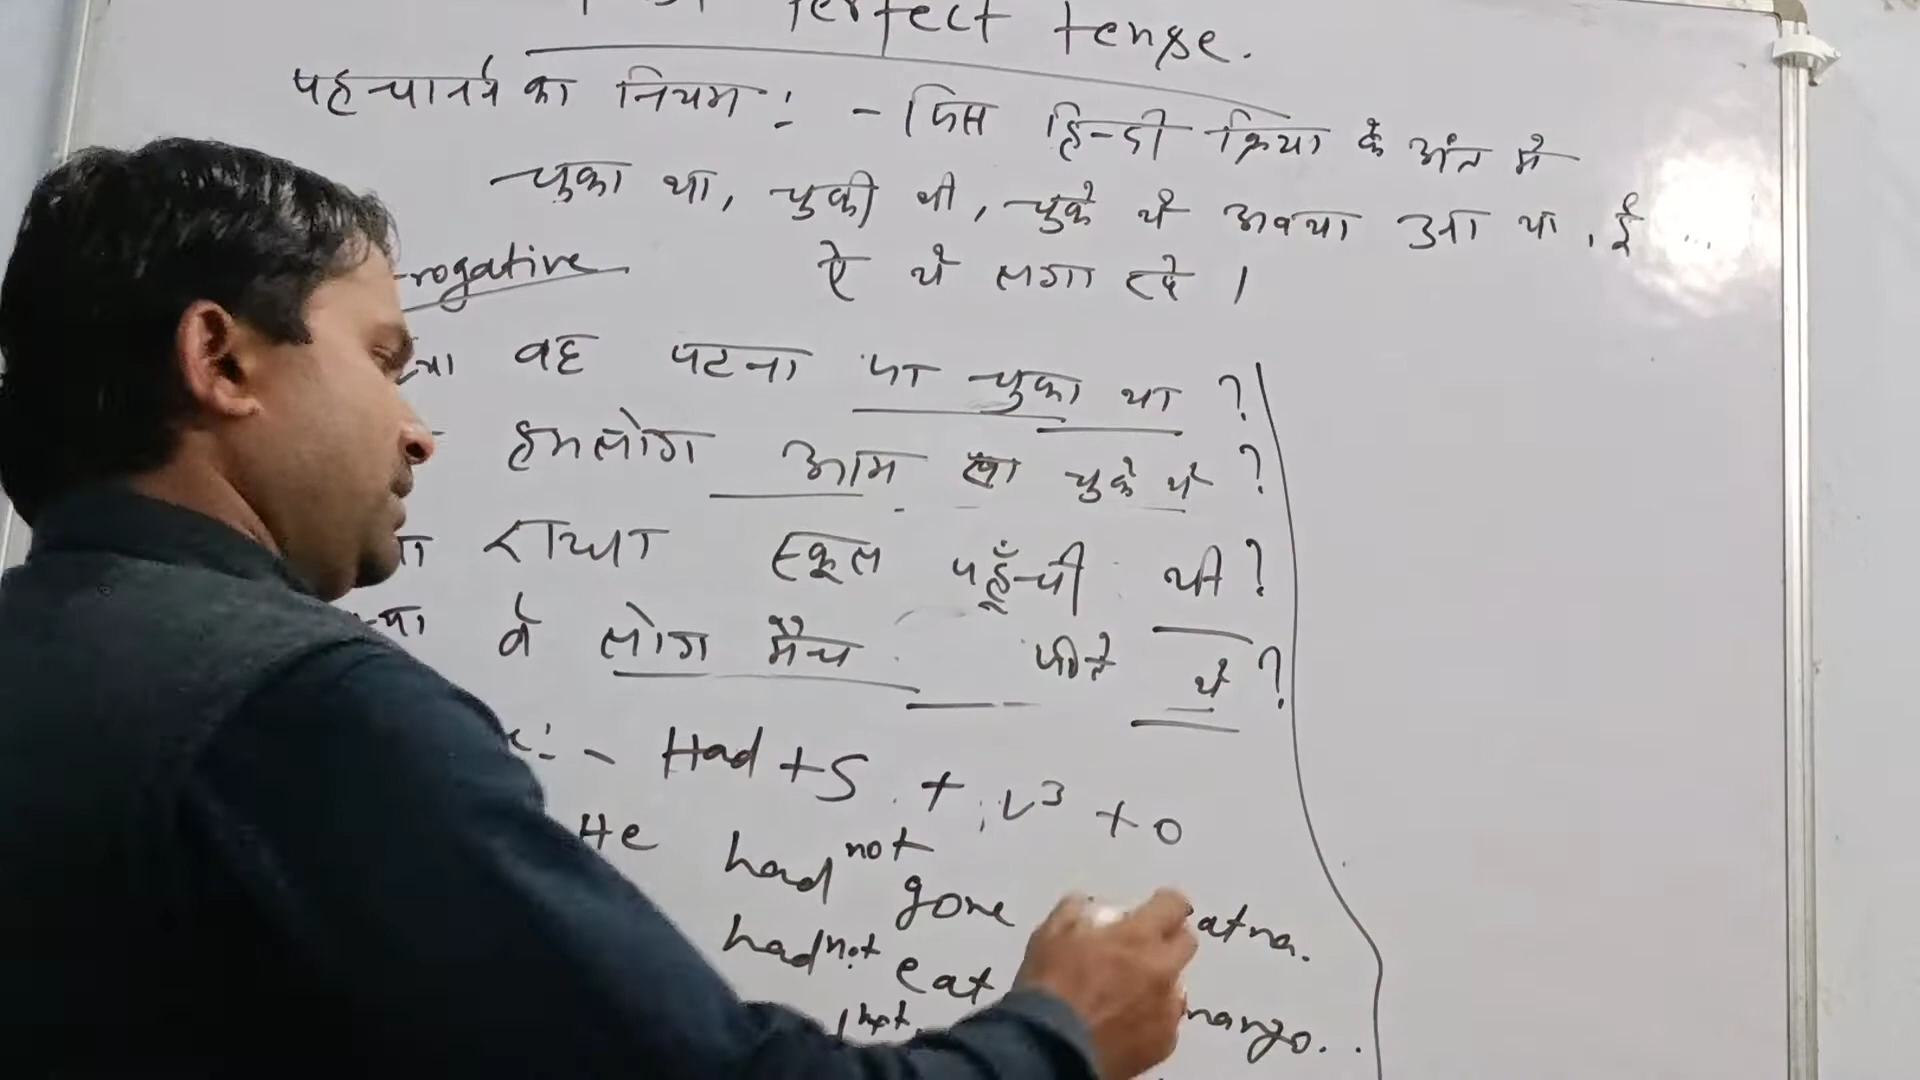 Perfect tense.
पहचानने का नियम :- जिस हिन्दी क्रिया के अंत में
चुका था, चुकी थी, चुके थे अथवा आ था, ई ...
ऐ थे लगा रहे ।
rogative
वह पटना जा चुका था ?
हमलोग आम खा चुके थे ?
राधा स्कूल पहुँची थी ?
वे लोग मैच जीते थे ?
:- Had + S + V3 + O
He had not gone atna.
had not eat mango..
not